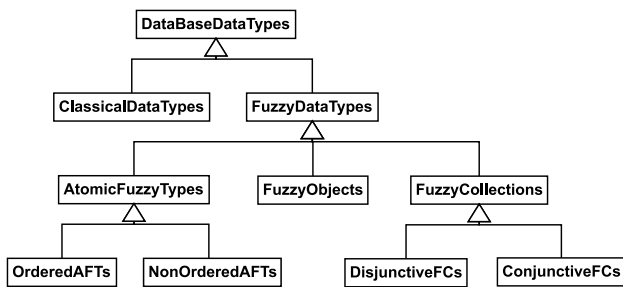 DataBaseDataTypes
ClassicalDataTypes
FuzzyDataTypes
AtomicFuzzyTypes
FuzzyObjects
FuzzyCollections
OrderedAFTs
NonOrderedAFTs
DisjunctiveFCs
ConjunctiveFCs